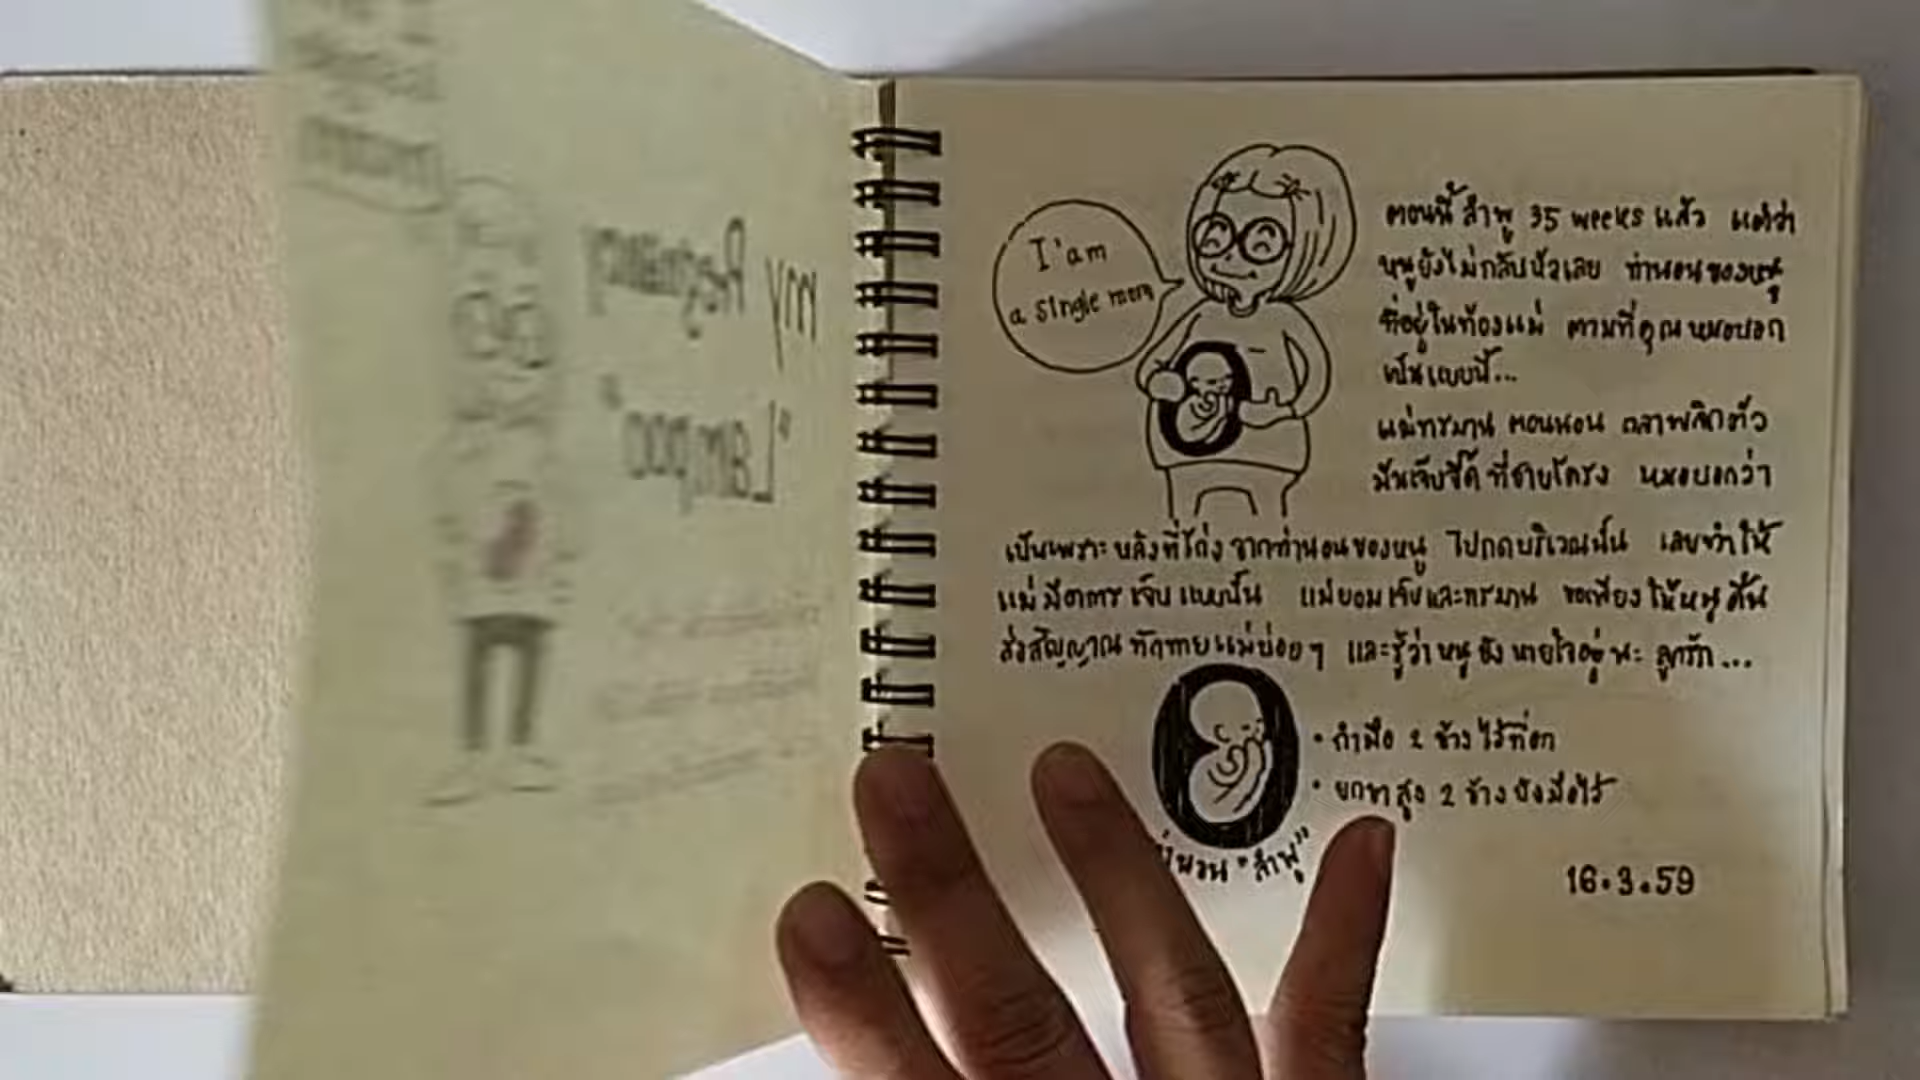 my Pregnancy
"Lampoo"
I'am
a single mom
ตอนนี้ ลำพู 35 weeks แล้ว แต่ว่า
หนูยังไม่กลับหัวเลย ท่านอนของหนู
ที่อยู่ในท้องแม่ ตามที่คุณหมอบอก
เป็นแบบนี้...
แม่ทรมาน ตอนนอน เวลาพลิกตัว
มันเจ็บจี๊ด ที่ชายโครง หมอบอกว่า
เป็นเพราะ หลังที่โก่ง จากท่านอนของหนู ไปกดบริเวณนั้น เลยทำให้
แม่มีอาการเจ็บแบบนั้น แม่ยอมเจ็บและทรมาน ขอเพียงให้หนูดิ้น
ส่งสัญญาณ ทักทายแม่บ่อยๆ และรู้ว่าหนูยังหายใจอยู่นะ ลูกรัก...
• กำมือ 2 ข้างไว้ที่อก
• ยกขาสูง 2 ข้างบังมือไว้
ท่านอน "ลำพู"
16.3.59